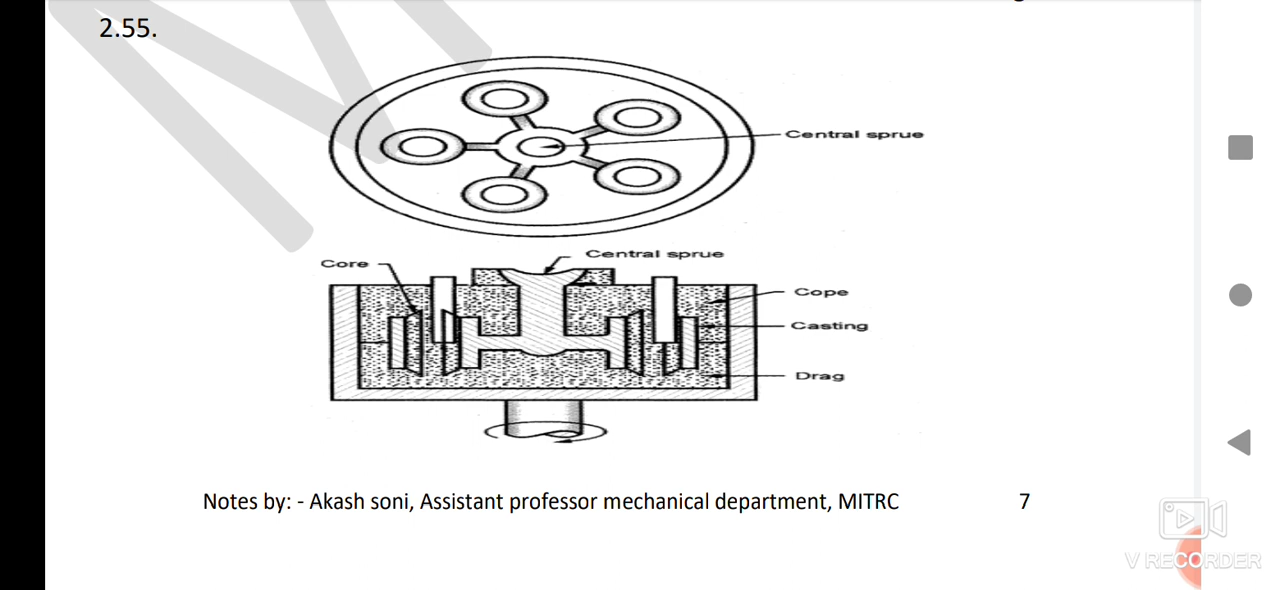 2.55.
Central sprue
Central sprue
Core
Cope
Casting
Drag
Notes by: - Akash soni, Assistant professor mechanical department, MITRC 7
V RECORDER